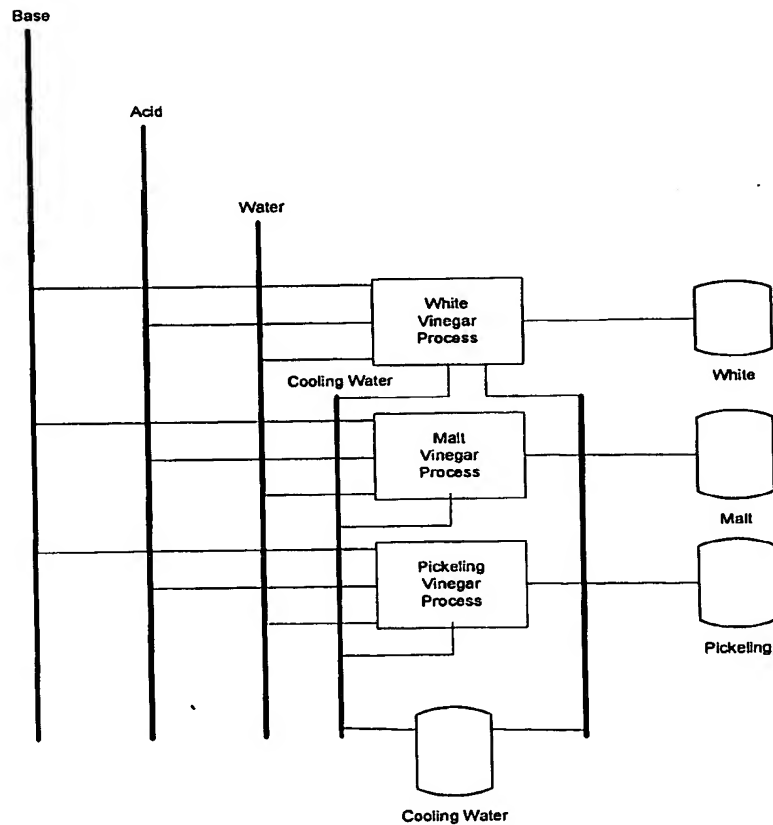 Base
Acid
Water
White
Vinegar
Process
White
Cooling Water
Malt
Vinegar
Process
Malt
Pickeling
Vinegar
Process
Pickeling
Cooling Water